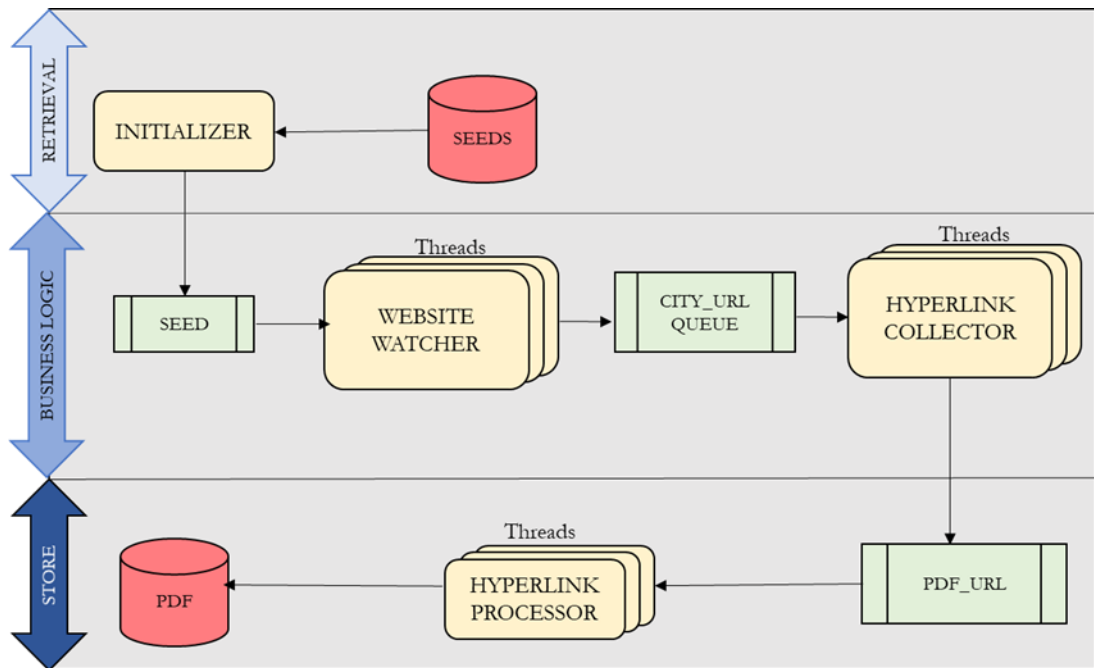 RETRIEVAL
INITIALIZER
SEEDS
BUSINESS LOGIC
SEED
Threads
WEBSITE
WATCHER
CITY_URL
QUEUE
Threads
HYPERLINK
COLLECTOR
STORE
PDF
Threads
HYPERLINK
PROCESSOR
PDF_URL